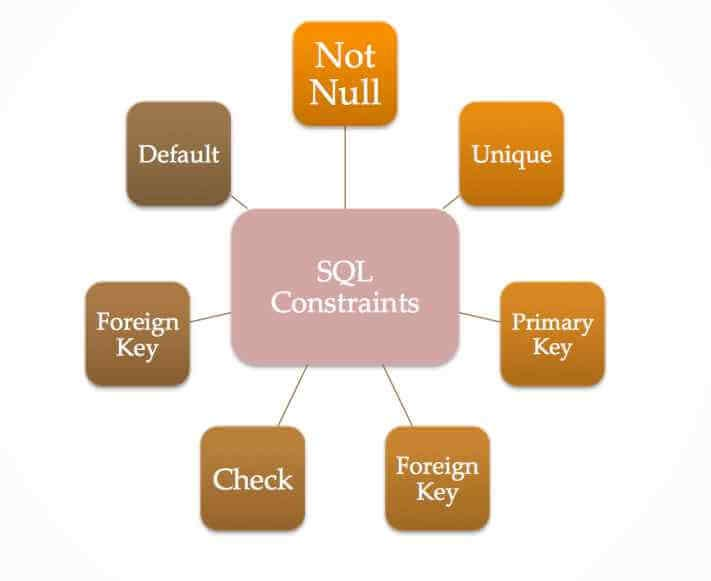 Not
Null
Default
Unique
SQL
Constraints
Foreign
Key
Primary
Key
Check
Foreign
Key